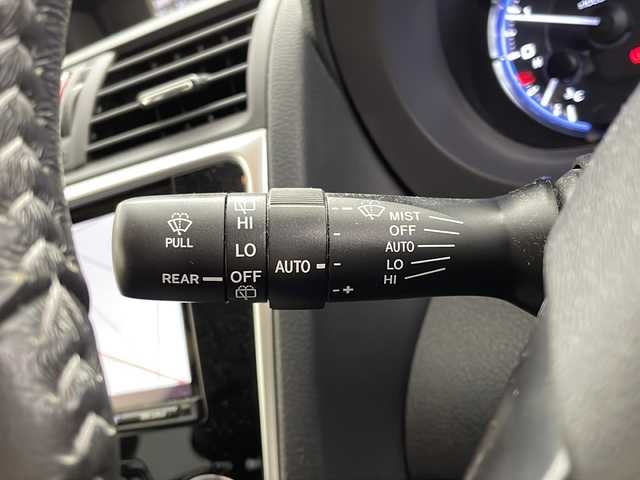 PULL
REAR
HI
LO
OFF
AUTO
- +
MIST
OFF
AUTO
LO
HI